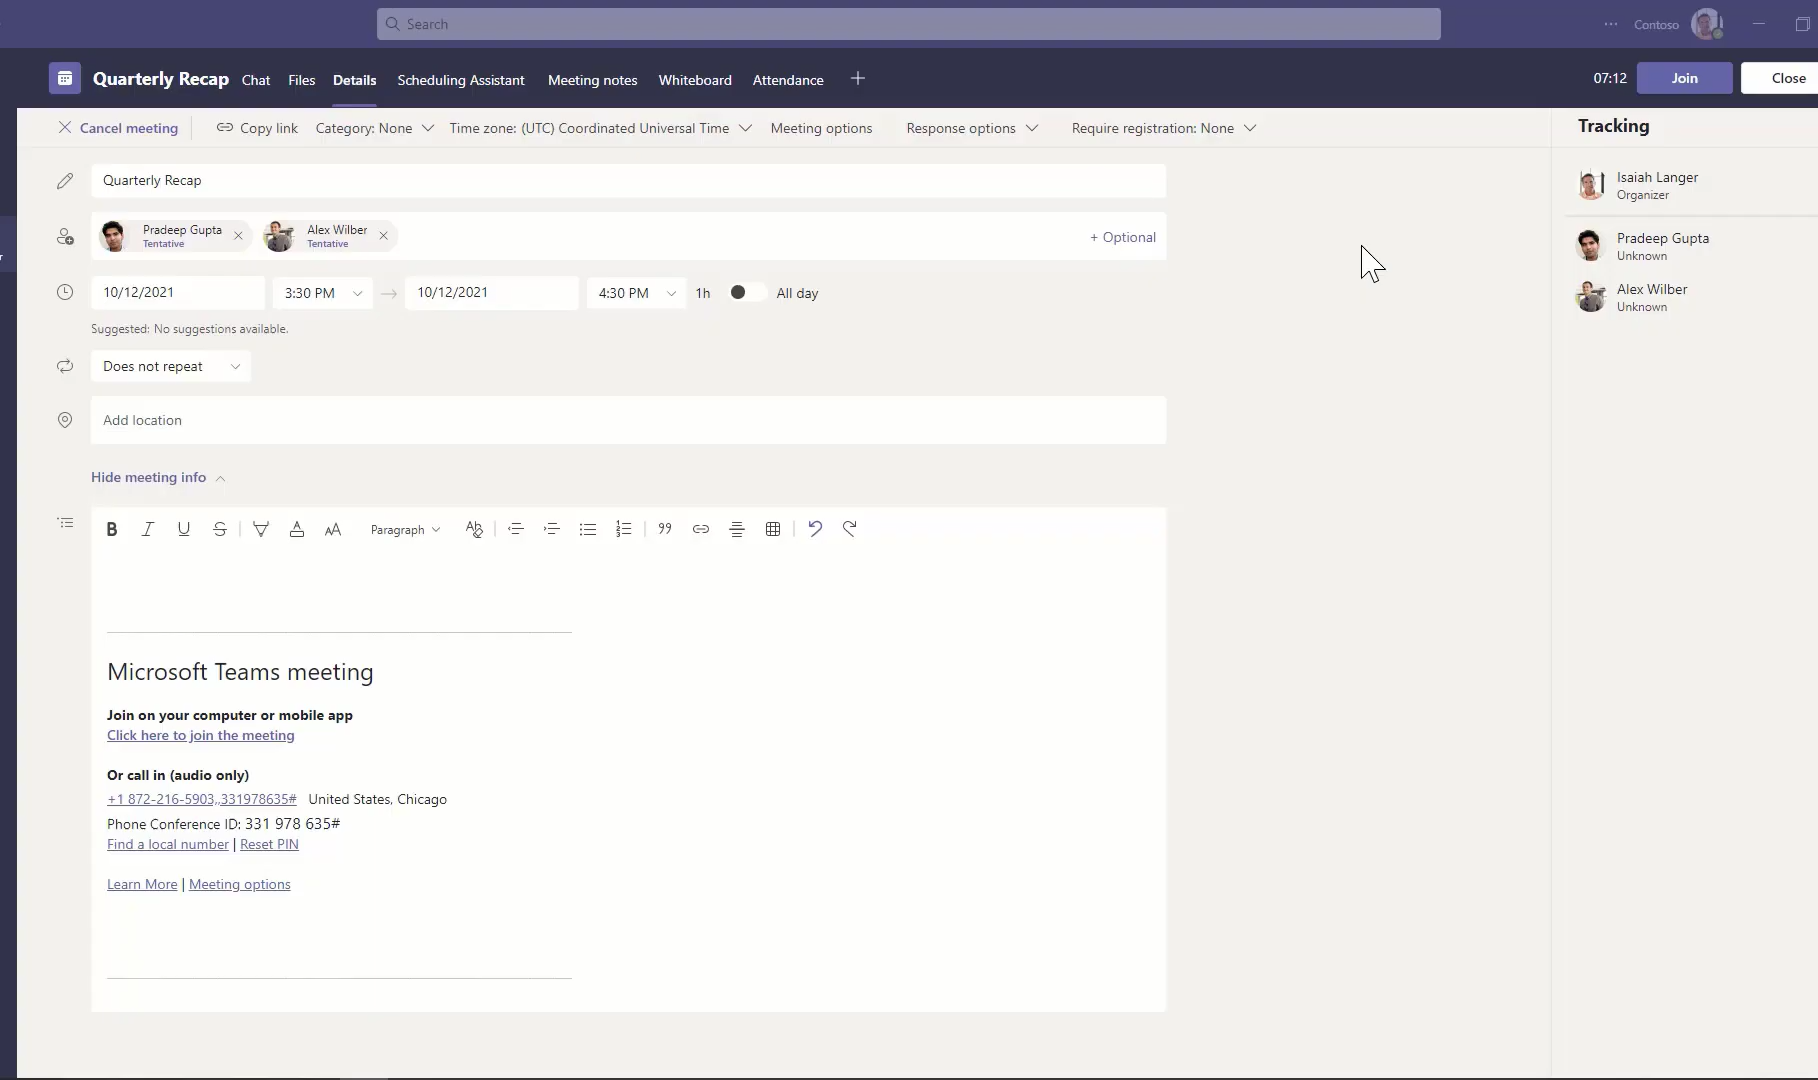 Search
Contoso
Quarterly Recap Chat Files Details Scheduling Assistant Meeting notes Whiteboard Attendance
07:12 Join Close
Cancel meeting Copy link Category: None Time zone: (UTC) Coordinated Universal Time Meeting options Response options Require registration: None
Tracking
Quarterly Recap
Isaiah Langer
Organizer
Pradeep Gupta
Tentative
Alex Wilber
Tentative
+ Optional
Pradeep Gupta
Unknown
10/12/2021 3:30 PM 10/12/2021 4:30 PM 1h All day
Alex Wilber
Unknown
Suggested: No suggestions available.
Does not repeat
Add location
Hide meeting info
Paragraph
Microsoft Teams meeting
Join on your computer or mobile app
Click here to join the meeting
Or call in (audio only)
+1 872-216-5903,,331978635# United States, Chicago
Phone Conference ID: 331 978 635#
Find a local number | Reset PIN
Learn More | Meeting options